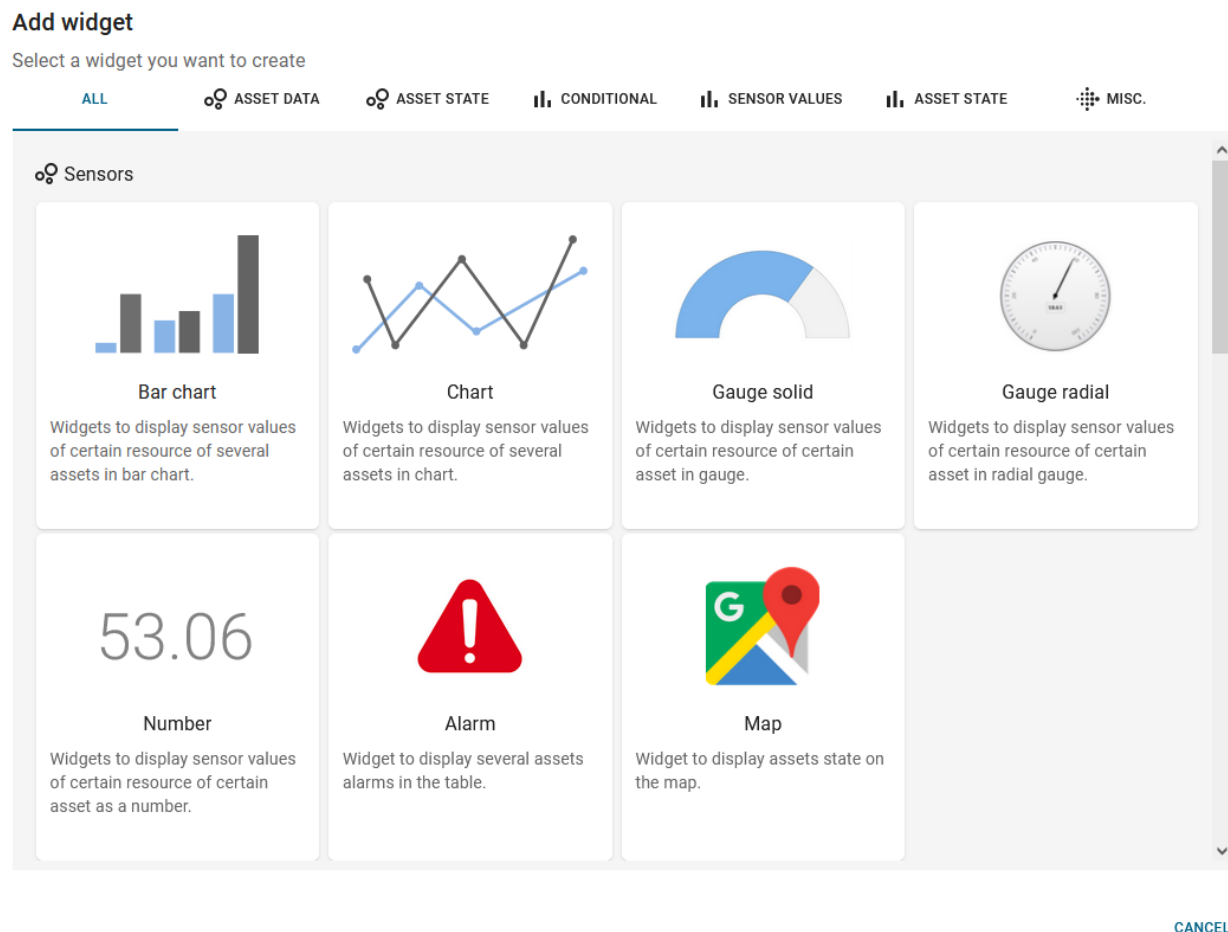 Add widget
Select a widget you want to create
ALL
ASSET DATA
ASSET STATE
CONDITIONAL
SENSOR VALUES
ASSET STATE
MISC.
Sensors
Bar chart
Widgets to display sensor values
of certain resource of several
assets in bar chart.
Chart
Widgets to display sensor values
of certain resource of several
assets in chart.
Gauge solid
Widgets to display sensor values
of certain resource of certain
asset in gauge.
Gauge radial
Widgets to display sensor values
of certain resource of certain
asset in radial gauge.
53.06
Number
Widgets to display sensor values
of certain resource of certain
asset as a number.
Alarm
Widget to display several assets
alarms in the table.
G
Map
Widget to display assets state on
the map.
CANCEL